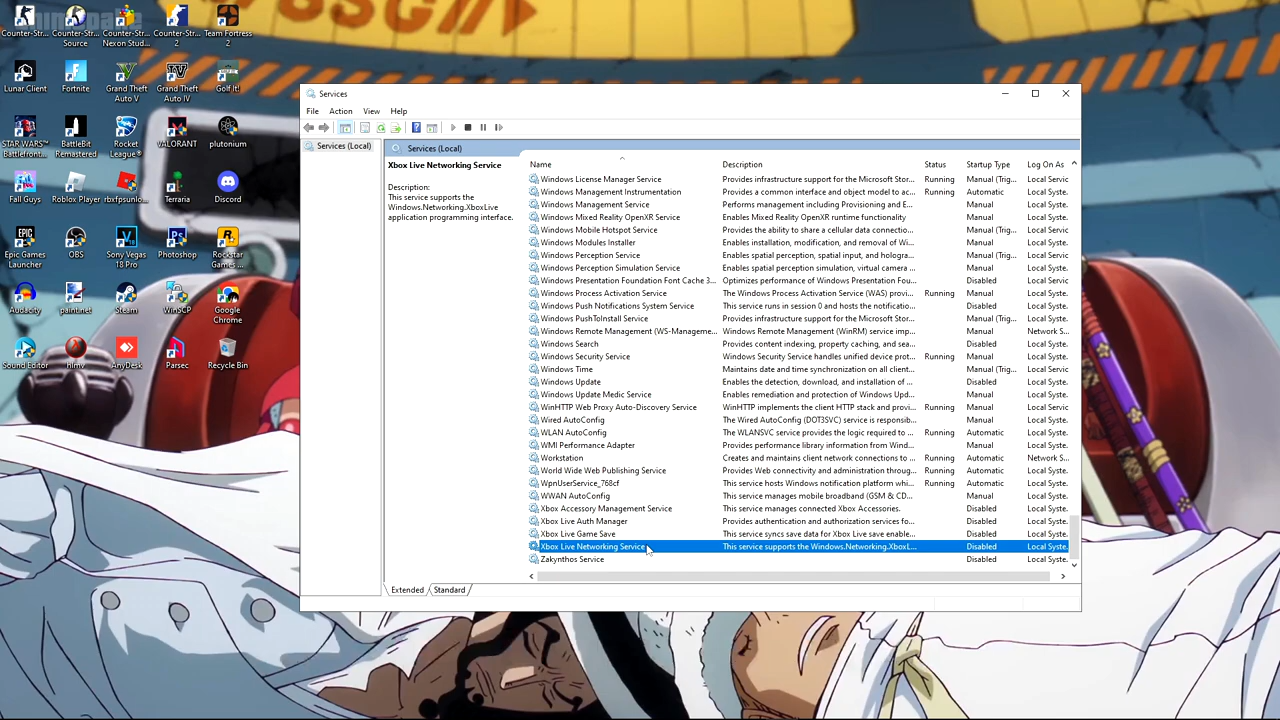 Counter-Str...
Counter-Str... Source
Counter-Str... Nexon Stud...
Counter-Str... 2
Team Fortress 2
Lunar Client
Fortnite
Grand Theft Auto V
Grand Theft Auto IV
Golf It!
STAR WARS™ Battlefront...
BattleBit Remastered
Rocket League®
VALORANT
plutonium
Fall Guys
Roblox Player
rbxfpsunlo...
Terraria
Discord
Epic Games Launcher
OBS
Sony Vegas 18 Pro
Photoshop
Rockstar Games ...
Audacity
paint.net
Steam
WinSCP
Google Chrome
Sound Editor
hlmv
AnyDesk
Parsec
Recycle Bin
Services
File Action View Help
Services (Local)
Services (Local)
Xbox Live Networking Service
Description:
This service supports the
Windows.Networking.XboxLive
application programming interface.
Name Description Status Startup Type Log On As
Windows License Manager Service Provides infrastructure support for the Microsoft Stor... Running Manual (Trig... Local Servic
Windows Management Instrumentation Provides a common interface and object model to ac... Running Automatic Local Syste.
Windows Management Service Performs management including Provisioning and E... Manual Local Syste.
Windows Mixed Reality OpenXR Service Enables Mixed Reality OpenXR runtime functionality Manual Local Syste.
Windows Mobile Hotspot Service Provides the ability to share a cellular data connectio... Manual (Trig... Local Servic
Windows Modules Installer Enables installation, modification, and removal of Wi... Manual Local Syste.
Windows Perception Service Enables spatial perception, spatial input, and hologra... Manual (Trig... Local Servic
Windows Perception Simulation Service Enables spatial perception simulation, virtual camera ... Manual Local Syste.
Windows Presentation Foundation Font Cache 3... Optimizes performance of Windows Presentation Fou... Disabled Local Servic
Windows Process Activation Service The Windows Process Activation Service (WAS) provi... Running Manual Local Syste.
Windows Push Notifications System Service This service runs in session 0 and hosts the notificatio... Disabled Local Syste.
Windows PushToInstall Service Provides infrastructure support for the Microsoft Stor... Manual (Trig... Local Syste.
Windows Remote Management (WS-Manageme... Windows Remote Management (WinRM) service imp... Manual Network S...
Windows Search Provides content indexing, property caching, and sea... Disabled Local Syste.
Windows Security Service Windows Security Service handles unified device prot... Running Manual Local Syste.
Windows Time Maintains date and time synchronization on all client... Manual (Trig... Local Servic
Windows Update Enables the detection, download, and installation of ... Disabled Local Syste.
Windows Update Medic Service Enables remediation and protection of Windows Upd... Manual Local Syste.
WinHTTP Web Proxy Auto-Discovery Service WinHTTP implements the client HTTP stack and provi... Running Manual Local Servic
Wired AutoConfig The Wired AutoConfig (DOT3SVC) service is responsib... Manual Local Syste.
WLAN AutoConfig The WLANSVC service provides the logic required to ... Running Automatic Local Syste.
WMI Performance Adapter Provides performance library information from Wind... Manual Local Syste.
Workstation Creates and maintains client network connections to ... Running Automatic Network S...
World Wide Web Publishing Service Provides Web connectivity and administration throug... Running Automatic Local Syste.
WpnUserService_768cf This service hosts Windows notification platform whi... Running Automatic Local Syste.
WWAN AutoConfig This service manages mobile broadband (GSM & CD... Manual Local Syste.
Xbox Accessory Management Service This service manages connected Xbox Accessories. Disabled Local Syste.
Xbox Live Auth Manager Provides authentication and authorization services fo... Disabled Local Syste.
Xbox Live Game Save This service syncs save data for Xbox Live save enable... Disabled Local Syste.
Xbox Live Networking Service This service supports the Windows.Networking.XboxL... Disabled Local Syste.
Zakynthos Service Disabled Local Syste.
Extended Standard